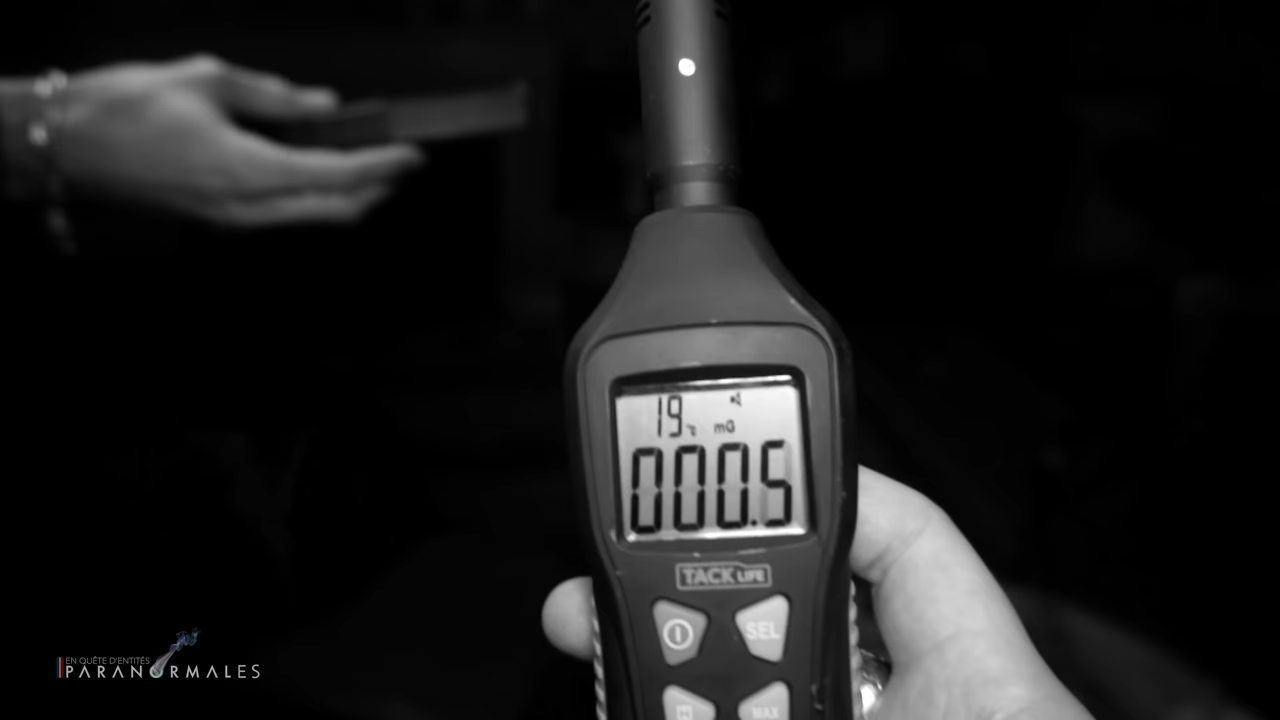 19 °C mG
000.5
TACK LIFE
SEL
MAX
EN QUÊTE D'ENTITÉS
PARANORMALES